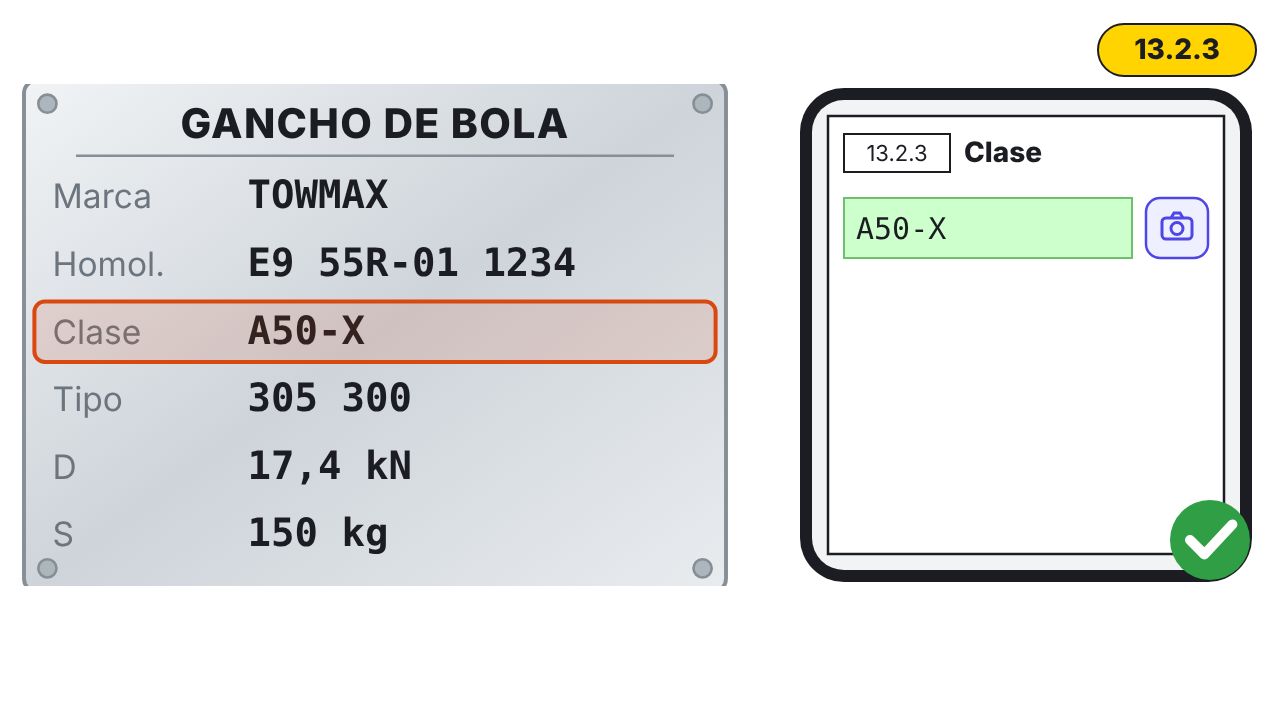 13.2.3
GANCHO DE BOLA
Marca TOWMAX
Homol. E9 55R-01 1234
Clase A50-X
Tipo 305 300
D 17,4 kN
S 150 kg
13.2.3 Clase
A50-X